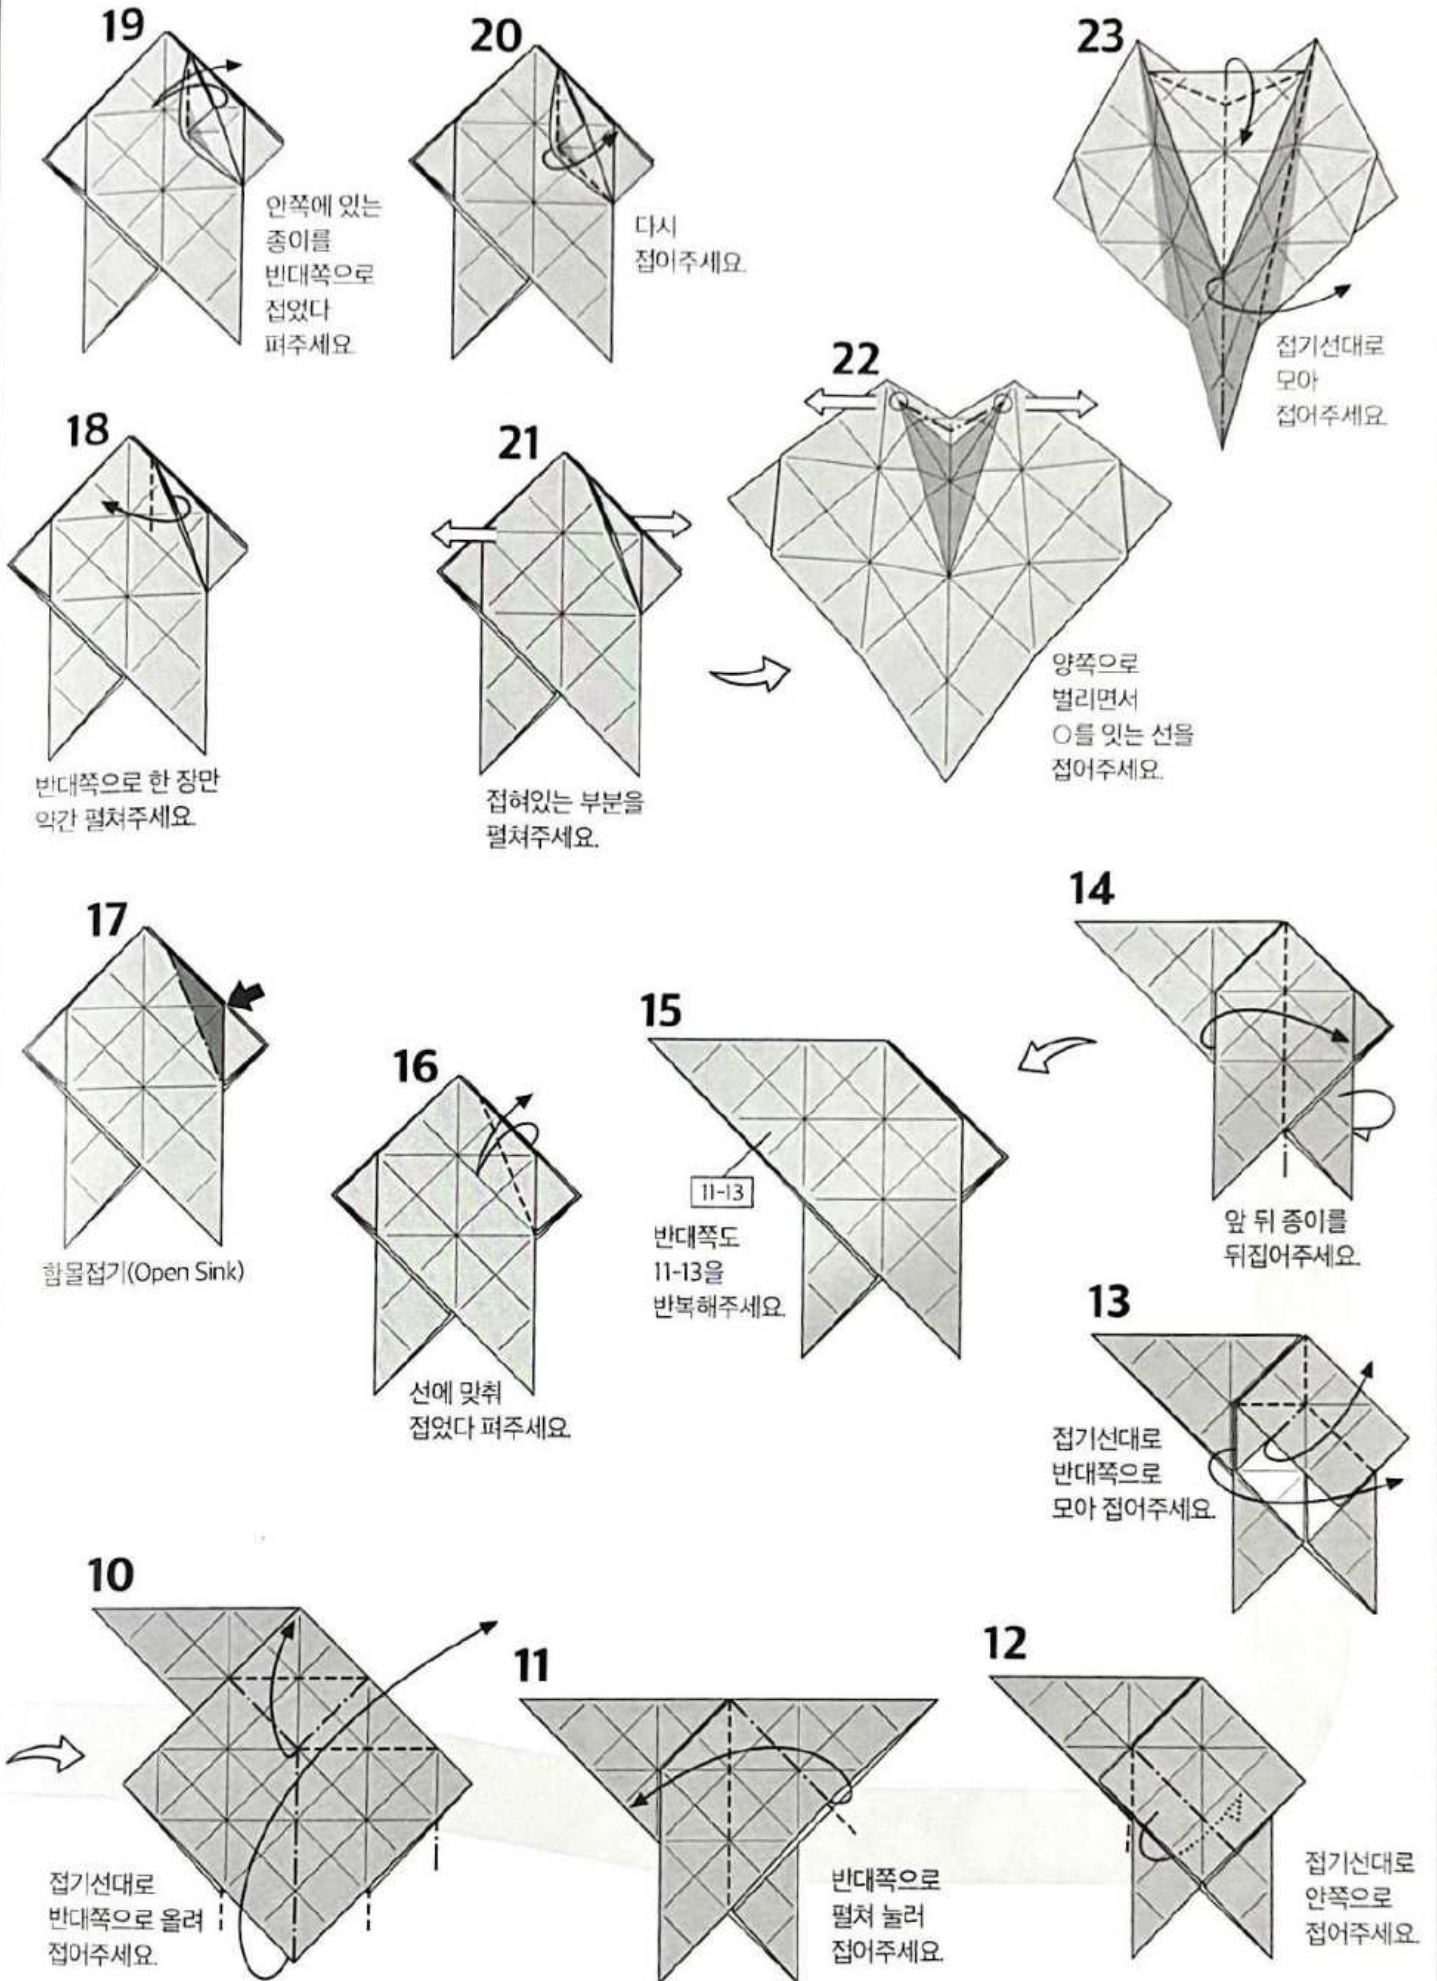 19
안쪽에 있는
종이를
반대쪽으로
접었다
펴주세요.
20
다시
접어주세요.
23
접기선대로
모아
접어주세요.
18
반대쪽으로 한 장만
약간 펼쳐주세요.
21
접혀있는 부분을
펼쳐주세요.
22
양쪽으로
벌리면서
○를 잇는 선을
접어주세요.
17
함몰접기(Open Sink)
16
선에 맞춰
접었다 펴주세요.
15
11-13
반대쪽도
11-13을
반복해주세요.
14
앞 뒤 종이를
뒤집어주세요.
13
접기선대로
반대쪽으로
모아 접어주세요.
10
접기선대로
반대쪽으로 올려
접어주세요.
11
반대쪽으로
펼쳐 눌러
접어주세요.
12
접기선대로
안쪽으로
접어주세요.